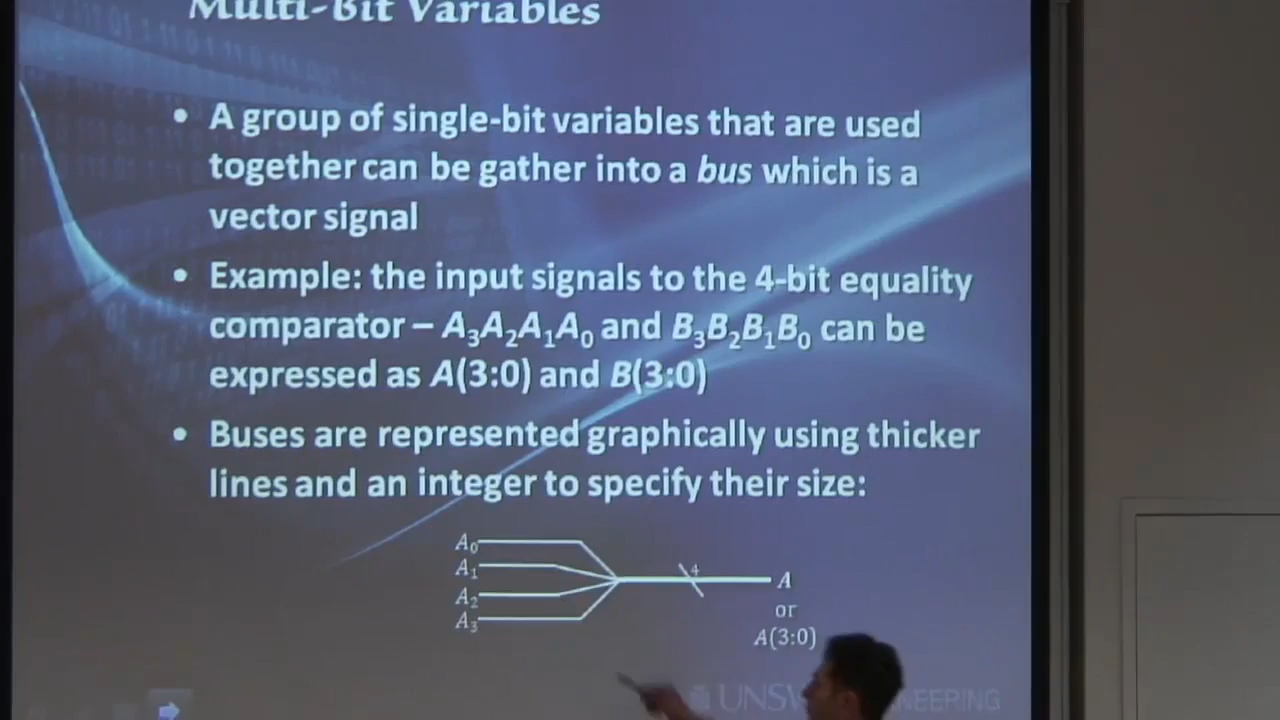 Multi-Bit Variables
• A group of single-bit variables that are used
together can be gather into a bus which is a
vector signal
• Example: the input signals to the 4-bit equality
comparator – A₃A₂A₁A₀ and B₃B₂B₁B₀ can be
expressed as A(3:0) and B(3:0)
• Buses are represented graphically using thicker
lines and an integer to specify their size:
A₀
A₁
A₂
A₃
4
A
or
A(3:0)